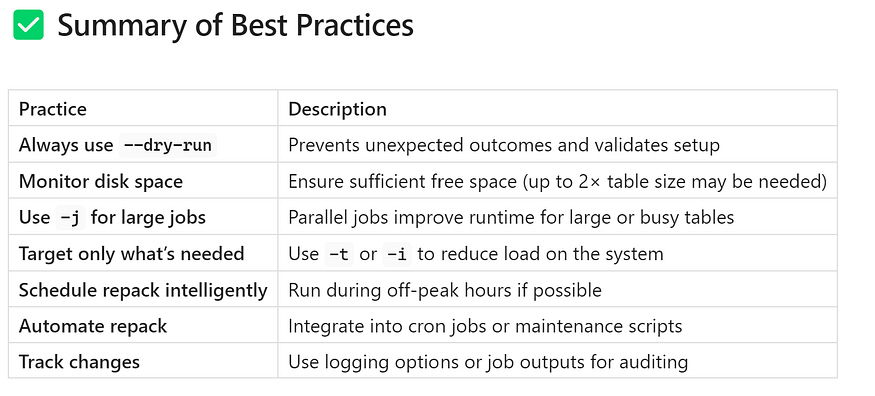 ✅ Summary of Best Practices
Practice Description
Always use --dry-run Prevents unexpected outcomes and validates setup
Monitor disk space Ensure sufficient free space (up to 2× table size may be needed)
Use -j for large jobs Parallel jobs improve runtime for large or busy tables
Target only what’s needed Use -t or -i to reduce load on the system
Schedule repack intelligently Run during off-peak hours if possible
Automate repack Integrate into cron jobs or maintenance scripts
Track changes Use logging options or job outputs for auditing